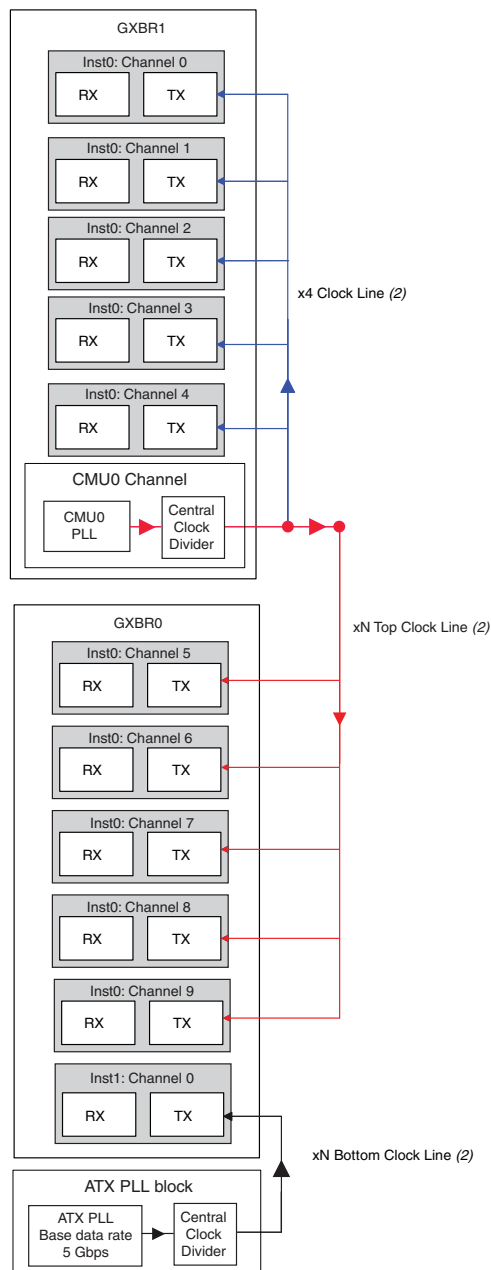 GXBR1
Inst0: Channel 0
RX
TX
Inst0: Channel 1
RX
TX
Inst0: Channel 2
RX
TX
x4 Clock Line (2)
Inst0: Channel 3
RX
TX
Inst0: Channel 4
RX
TX
CMU0 Channel
CMU0
PLL
Central
Clock
Divider
GXBR0
xN Top Clock Line (2)
Inst0: Channel 5
RX
TX
Inst0: Channel 6
RX
TX
Inst0: Channel 7
RX
TX
Inst0: Channel 8
RX
TX
Inst0: Channel 9
RX
TX
Inst1: Channel 0
RX
TX
xN Bottom Clock Line (2)
ATX PLL block
ATX PLL
Base data rate
5 Gbps
Central
Clock
Divider